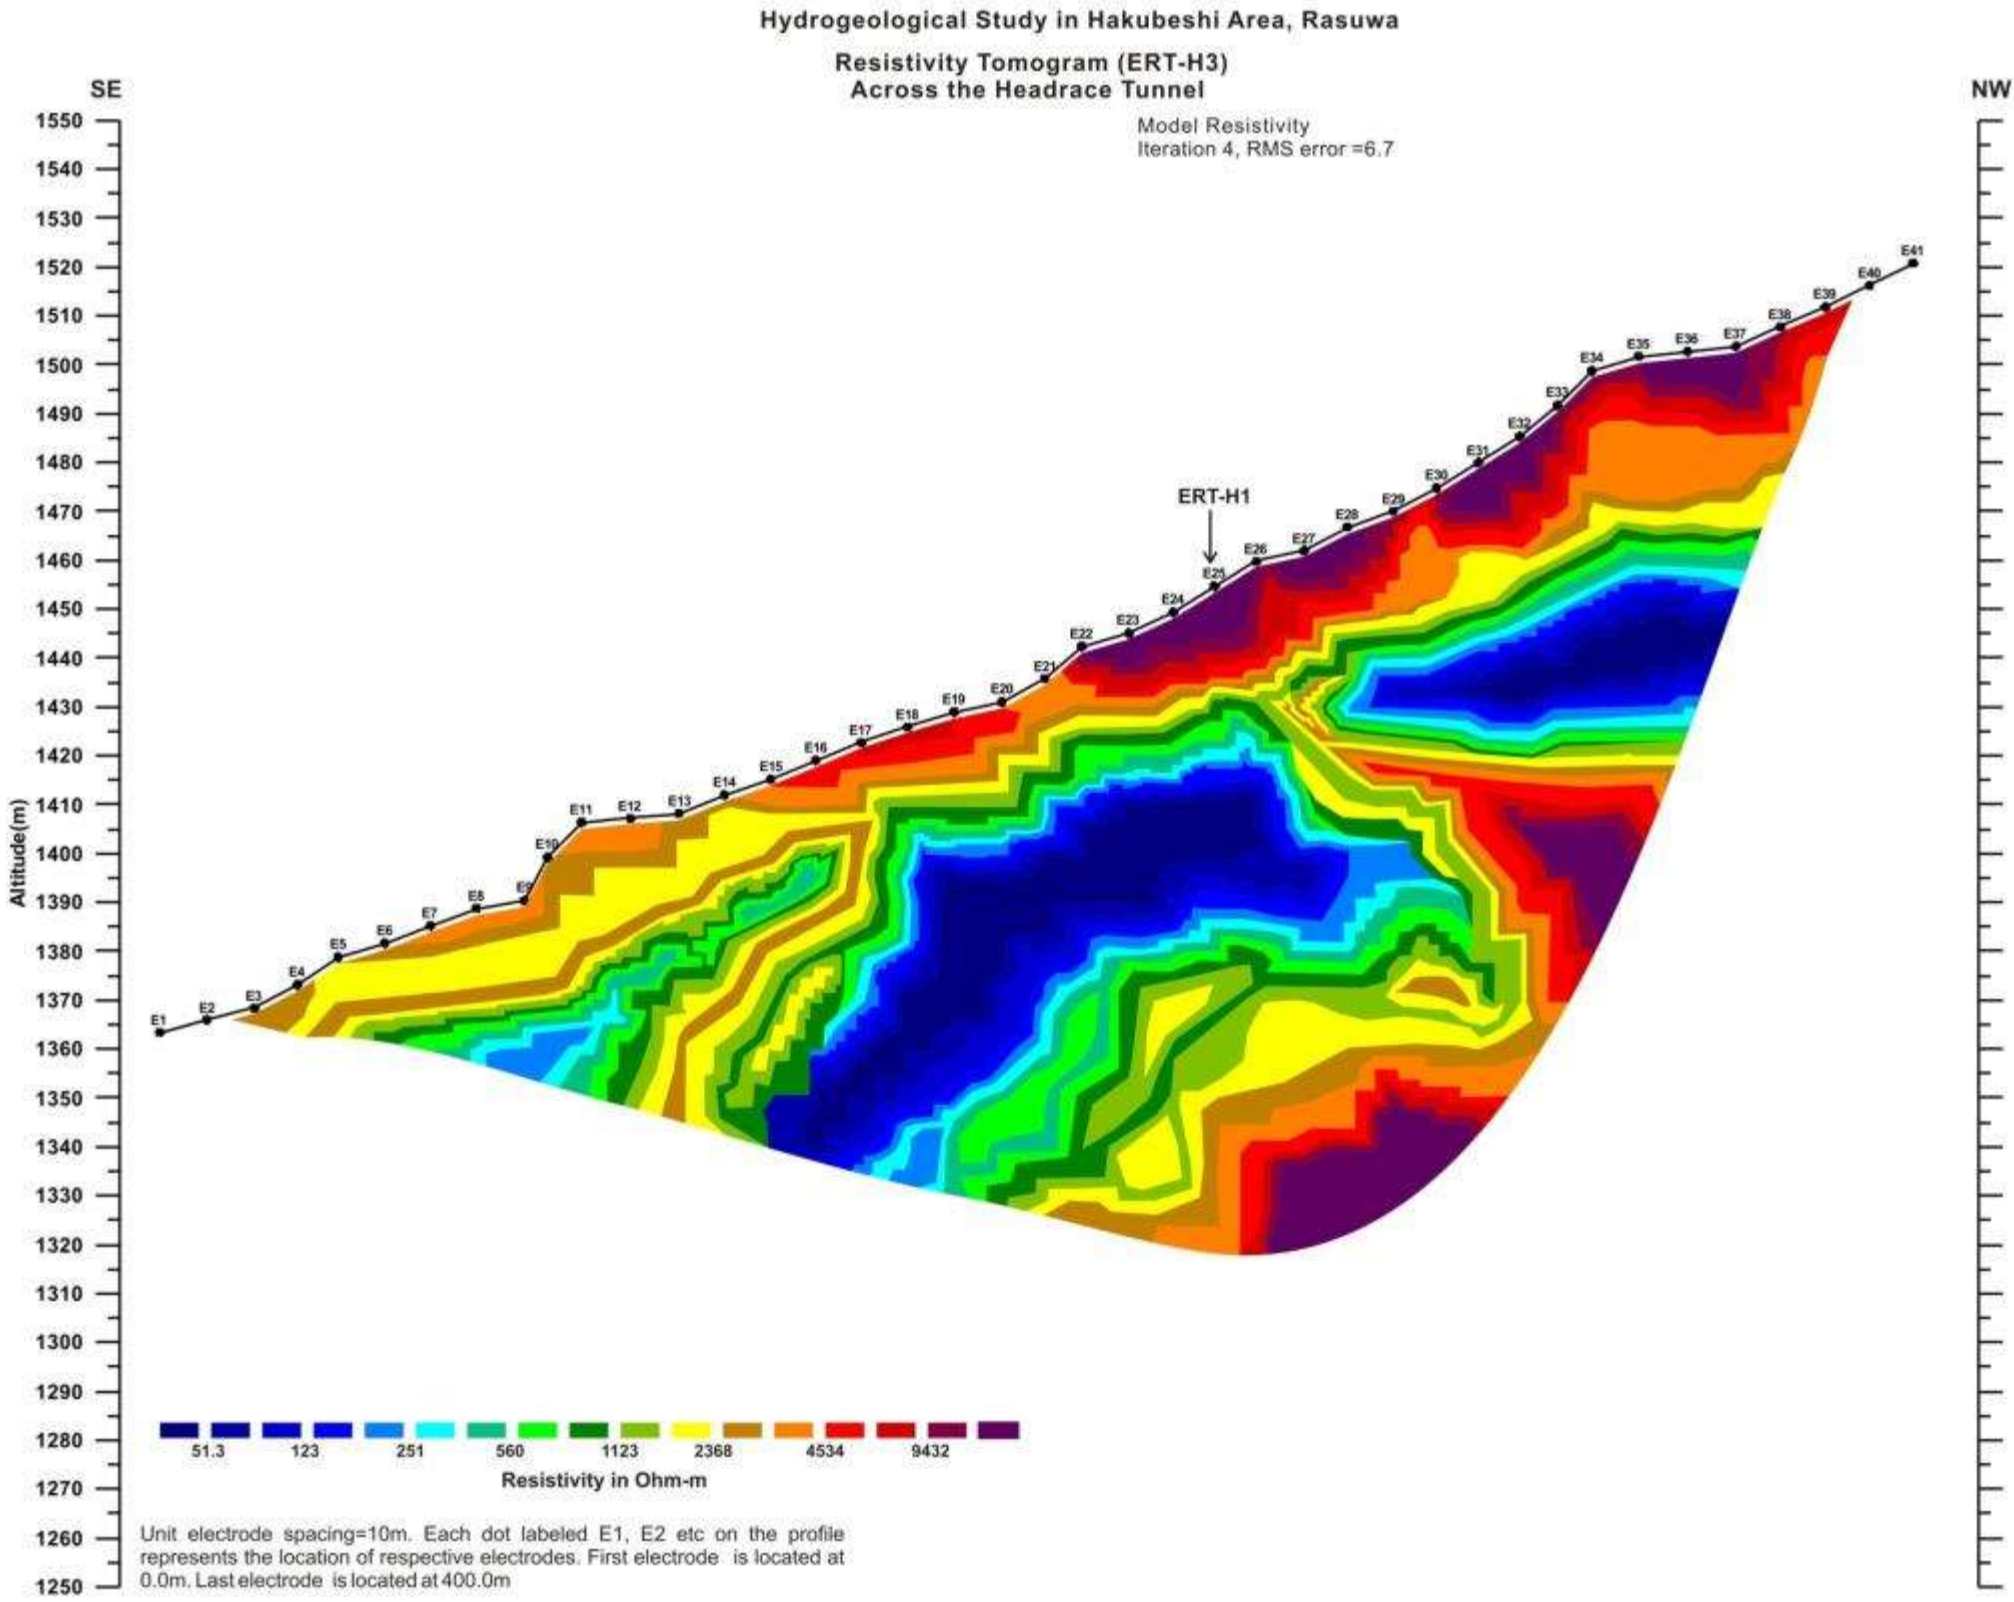 Hydrogeological Study in Hakubeshi Area, Rasuwa
Resistivity Tomogram (ERT-H3)
Across the Headrace Tunnel
SE
NW
Model Resistivity
Iteration 4, RMS error =6.7
1550
1540
1530
1520
1510
1500
1490
1480
1470
1460
1450
1440
1430
1420
1410
1400
1390
1380
1370
1360
1350
1340
1330
1320
1310
1300
1290
1280
1270
1260
1250
Altitude(m)
ERT-H1
E1
E2
E3
E4
E5
E6
E7
E8
E9
E10
E11
E12
E13
E14
E15
E16
E17
E18
E19
E20
E21
E22
E23
E24
E25
E26
E27
E28
E29
E30
E31
E32
E33
E34
E35
E36
E37
E38
E39
E40
E41
51.3 123 251 560 1123 2368 4534 9432
Resistivity in Ohm-m
Unit electrode spacing=10m. Each dot labeled E1, E2 etc on the profile
represents the location of respective electrodes. First electrode is located at
0.0m. Last electrode is located at 400.0m